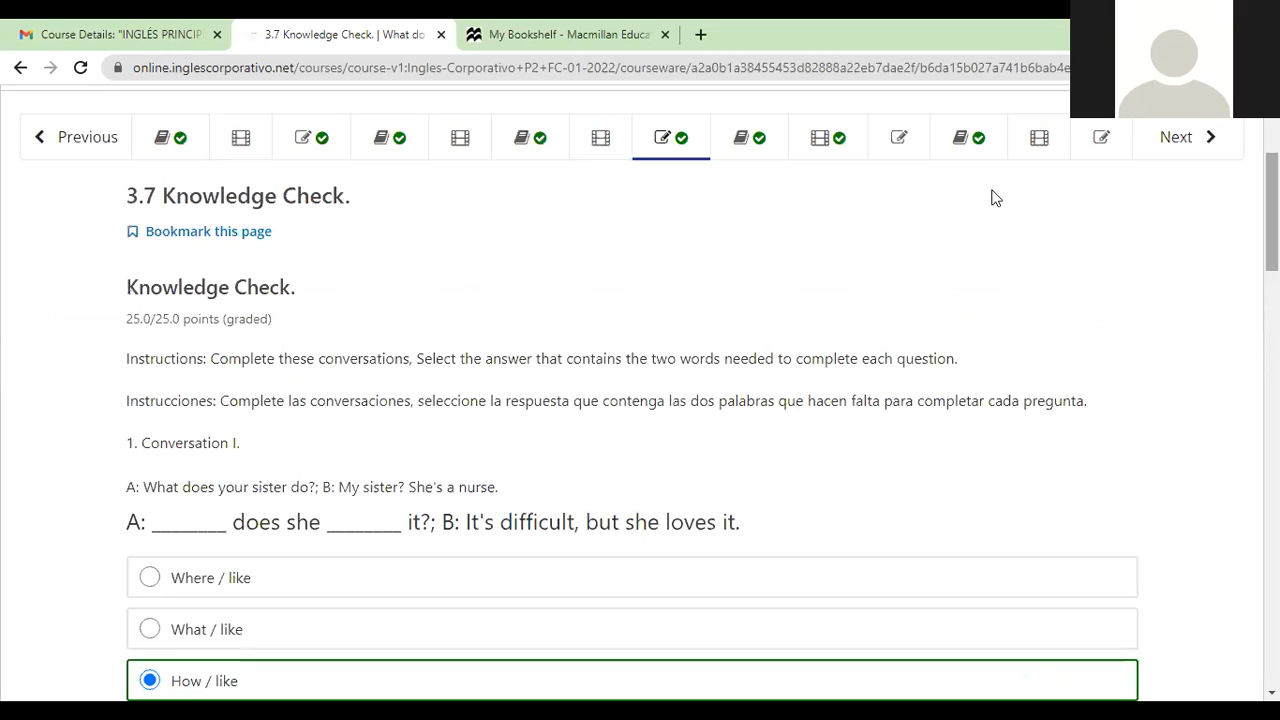 Course Details: "INGLÉS PRINCIP
3.7 Knowledge Check. | What do
My Bookshelf - Macmillan Educa
online.inglescorporativo.net/courses/course-v1:Ingles-Corporativo+P2+FC-01-2022/courseware/a2a0b1a38455453d82888a22eb7dae2f/b6da15b027a741b6bab4e
Previous
Next
3.7 Knowledge Check.
Bookmark this page
Knowledge Check.
25.0/25.0 points (graded)
Instructions: Complete these conversations, Select the answer that contains the two words needed to complete each question.
Instrucciones: Complete las conversaciones, seleccione la respuesta que contenga las dos palabras que hacen falta para completar cada pregunta.
1. Conversation I.
A: What does your sister do?; B: My sister? She's a nurse.
A: ________ does she ________ it?; B: It's difficult, but she loves it.
Where / like
What / like
How / like